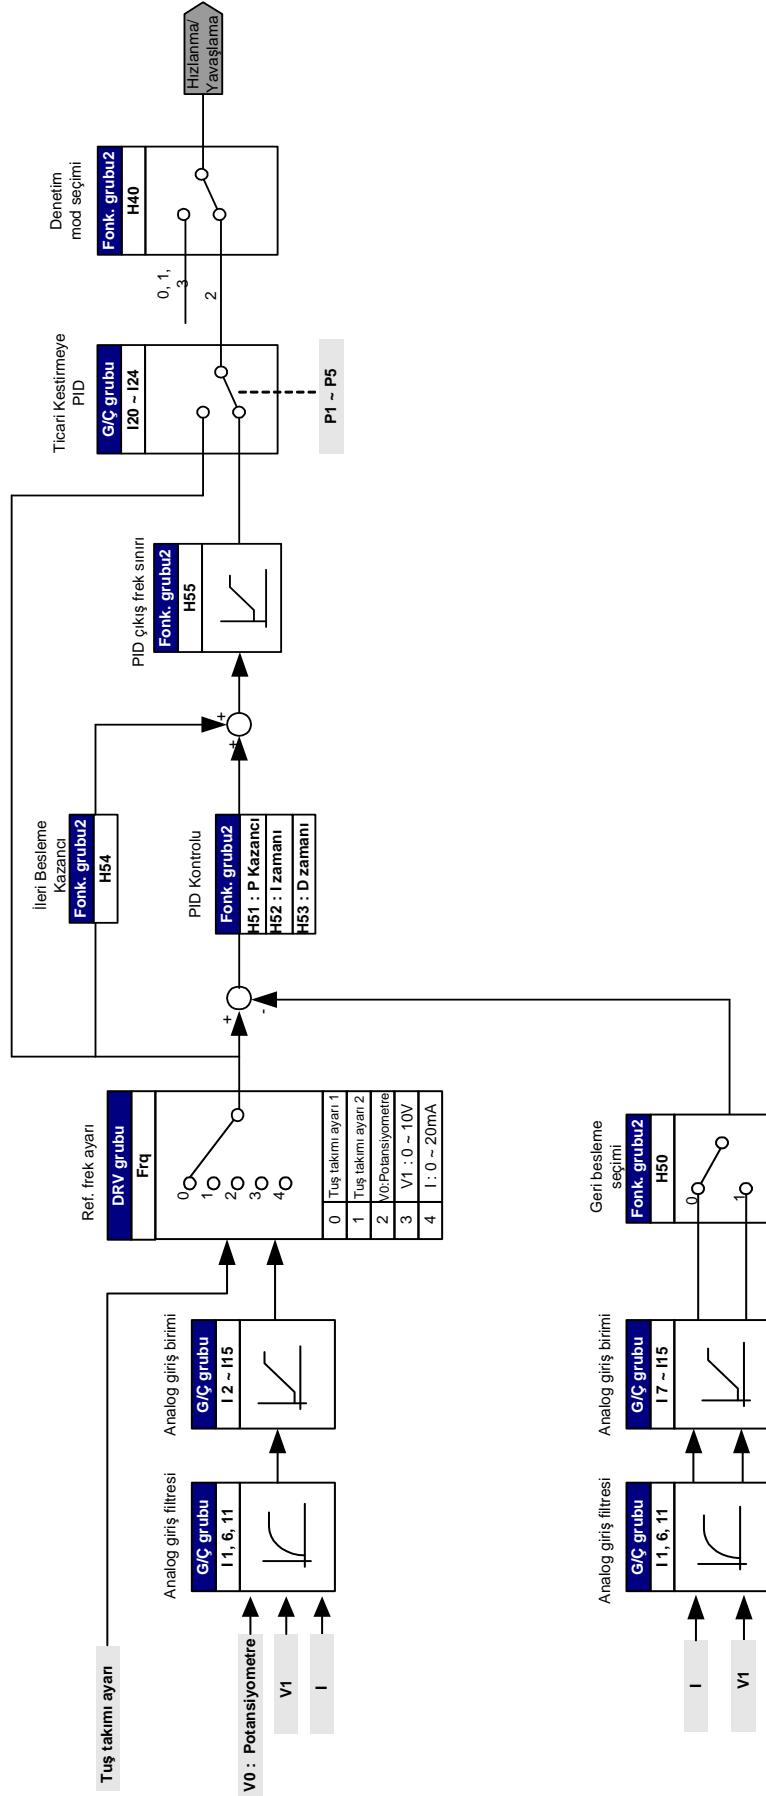 Tuş takımı ayarı
V0 : Potansiyometre
V1
I
Analog giriş filtresi
G/Ç grubu
I 1, 6, 11
Analog giriş birimi
G/Ç grubu
I 2 ~ I15
Ref. frek ayarı
DRV grubu
Frq
0
1
2
3
4
0 Tuş takımı ayarı 1
1 Tuş takımı ayarı 2
2 V0:Potansiyometre
3 V1 : 0 ~ 10V
4 I : 0 ~ 20mA
+
-
İleri Besleme
Kazancı
Fonk. grubu2
H54
PID Kontrolu
Fonk. grubu2
H51 : P Kazancı
H52 : I zamanı
H53 : D zamanı
+
+
PID çıkış frek sınırı
Fonk. grubu2
H55
Ticari Kestirmeye
PID
G/Ç grubu
I20 ~ I24
P1 ~ P5
0, 1,
3
2
Denetim
mod seçimi
Fonk. grubu2
H40
Hızlanma/
Yavaşlama
I
V1
Analog giriş filtresi
G/Ç grubu
I 1, 6, 11
Analog giriş birimi
G/Ç grubu
I 7 ~ I15
Geri besleme
seçimi
Fonk. grubu2
H50
0
1